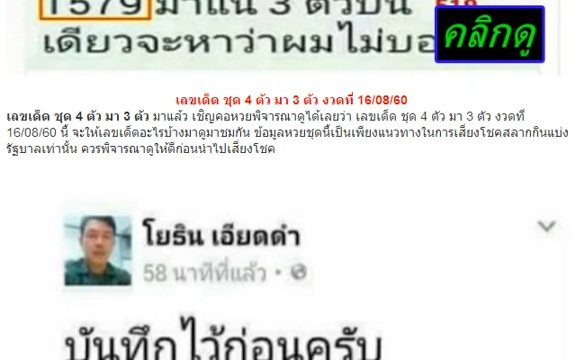 1579 มาแน่ 3 ตัวบน
เดียวจะหาว่าผมไม่บอ
คลิกดู
เลขเด็ด ชุด 4 ตัว มา 3 ตัว งวดที่ 16/08/60
เลขเด็ด ชุด 4 ตัว มา 3 ตัว มาแล้ว เชิญคอหวยพิจารณาดูได้เลยว่า เลขเด็ด ชุด 4 ตัว มา 3 ตัว งวดที่
16/08/60 นี้ จะให้เลขเด็ดอะไรบ้างมาดูมาชมกัน ข้อมูลหวยชุดนี้เป็นเพียงแนวทางในการเสี่ยงโชคสลากกินแบ่ง
รัฐบาลเท่านั้น ควรพิจารณาดูให้ดีก่อนนำไปเสี่ยงโชค
โยธิน เอียดดำ
58 นาทีที่แล้ว
บันทึกไว้ก่อนครับ